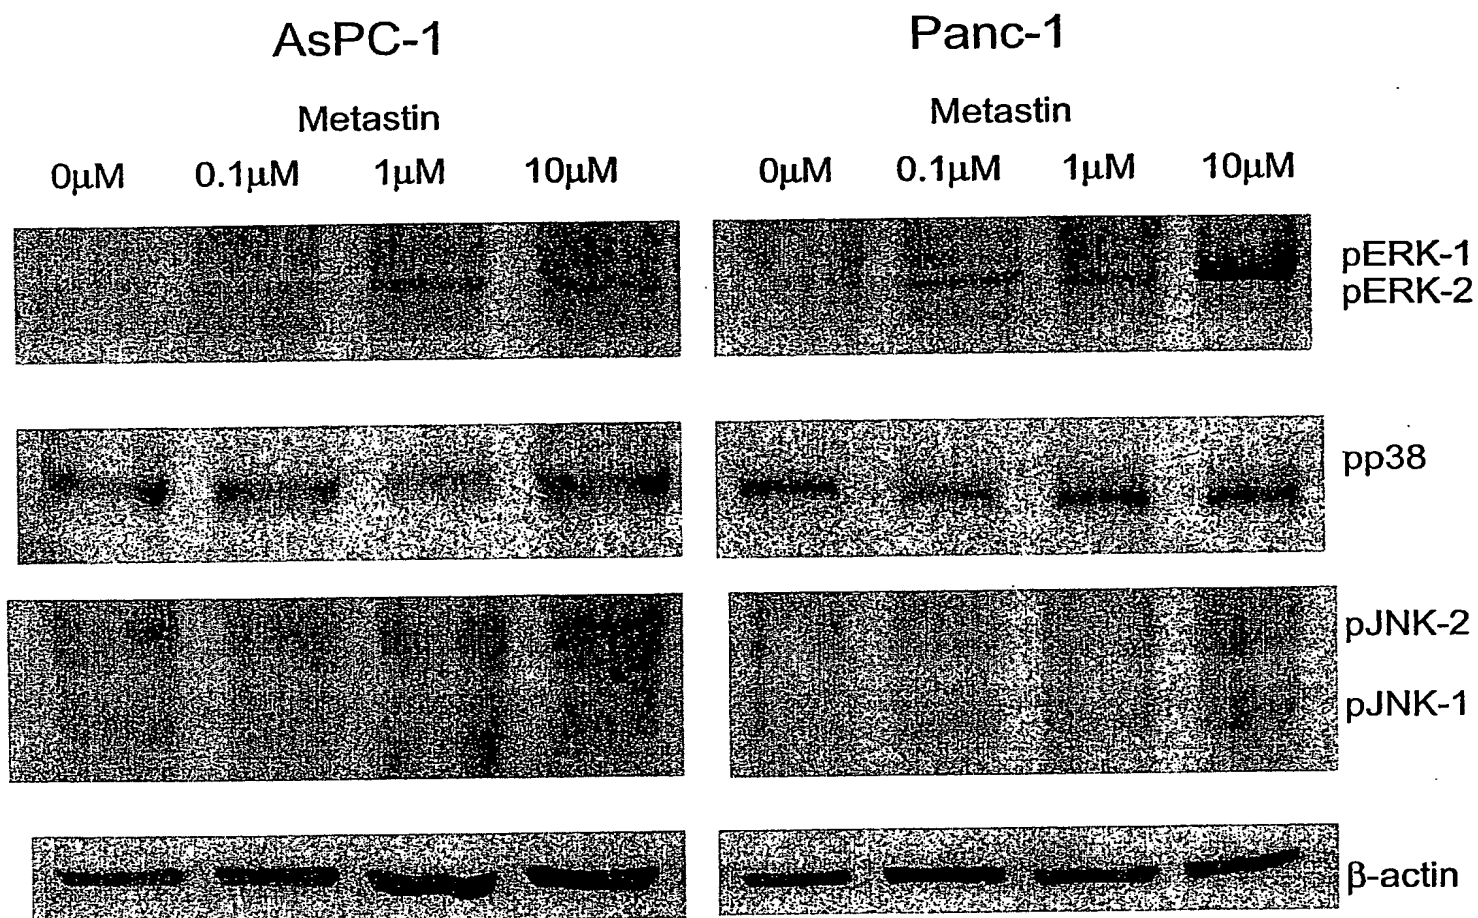 AsPC-1 Panc-1
Metastin Metastin
0μM 0.1μM 1μM 10μM 0μM 0.1μM 1μM 10μM
pERK-1
pERK-2
pp38
pJNK-2
pJNK-1
β-actin